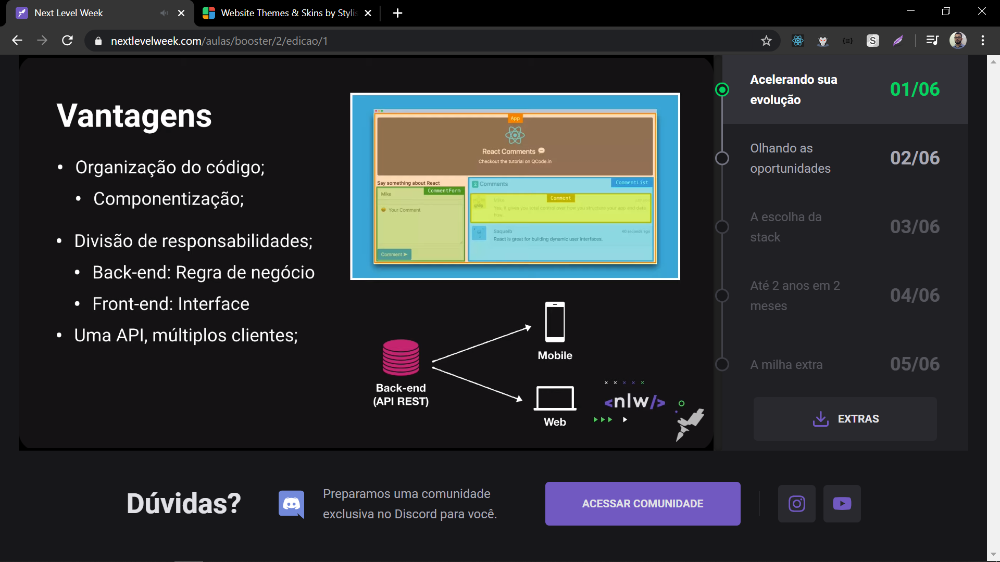 Next Level Week
Website Themes & Skins by Stylis
nextlevelweek.com/aulas/booster/2/edicao/1
Vantagens
• Organização do código;
• Componentização;
• Divisão de responsabilidades;
• Back-end: Regra de negócio
• Front-end: Interface
• Uma API, múltiplos clientes;
App
React Comments
Checkout the tutorial on QCode.in
Say something about React
CommentForm
Mike
Your Comment
Comment
2 Comments
CommentList
Comment
Mike
Yes, it gives you total control over how you structure your app and data
flow.
Saqueib
40 seconds ago
React is great for building dynamic user interfaces.
Back-end
(API REST)
Mobile
Web
<nlw/>
Acelerando sua
evolução
01/06
Olhando as
oportunidades
02/06
A escolha da
stack
03/06
Até 2 anos em 2
meses
04/06
A milha extra
05/06
EXTRAS
Dúvidas?
Preparamos uma comunidade
exclusiva no Discord para você.
ACESSAR COMUNIDADE